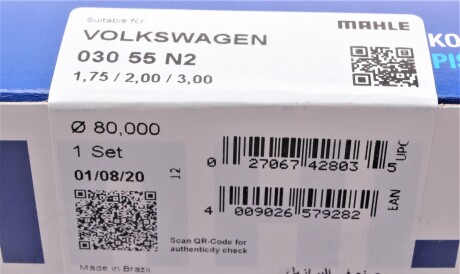 Suitable for
MAHLE
VOLKSWAGEN
030 55 N2
1,75 / 2,00 / 3,00
KO
PIS
Ø 80,000
1 Set
01/08/20
12
0 27067 42803 5
UPC
4 009026 579282
EAN
Scan QR-Code for
authenticity check
Made in Brazil